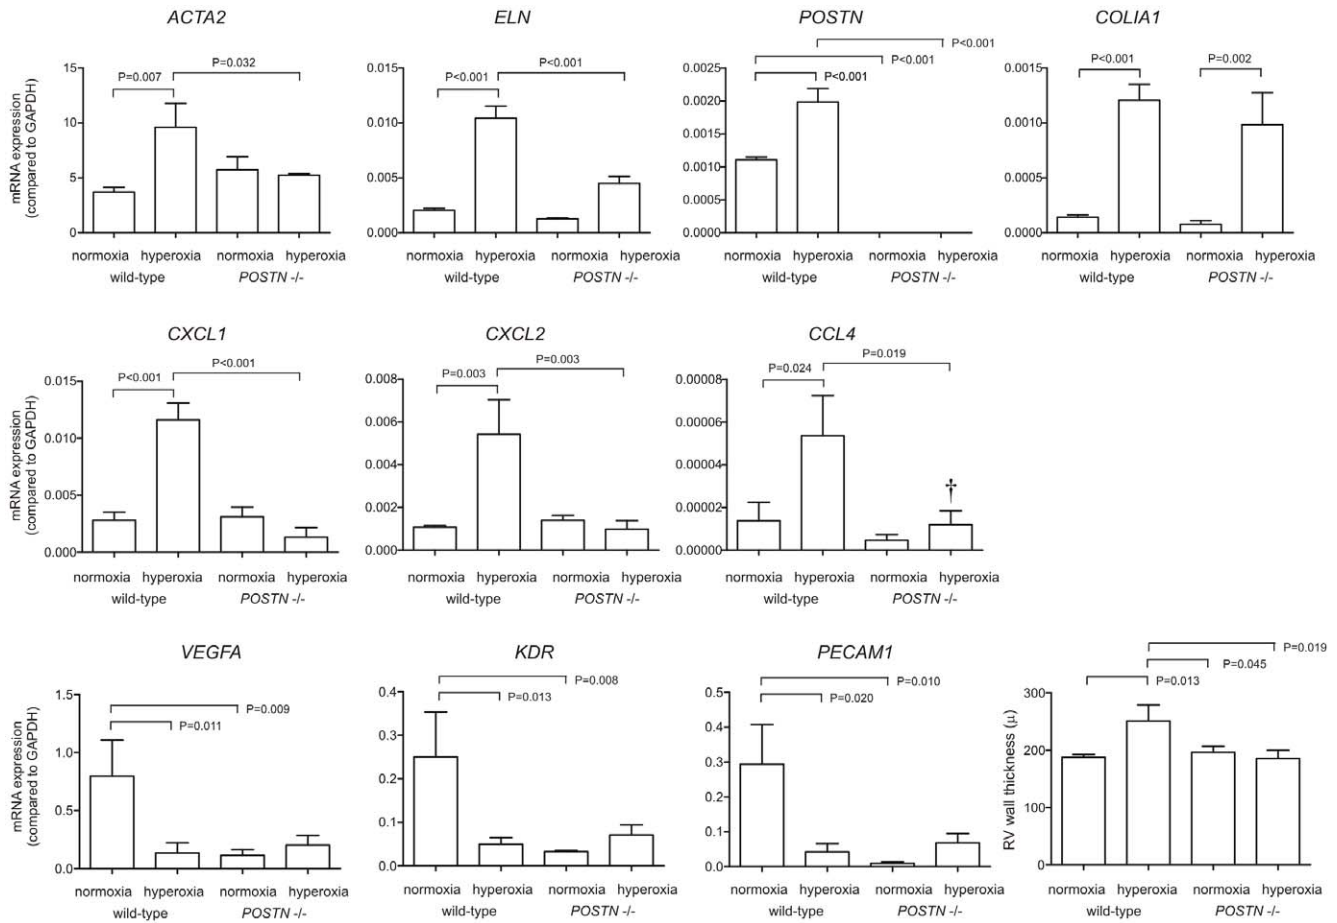 ACTA2
ELN
POSTN
COLIA1
mRNA expression
(compared to GAPDH)
P=0.007
P=0.032
15
10
5
0
normoxia hyperoxia normoxia hyperoxia
wild-type POSTN -/-
P<0.001
P<0.001
0.015
0.010
0.005
0.000
normoxia hyperoxia normoxia hyperoxia
wild-type POSTN -/-
P<0.001
P<0.001
P<0.001
0.0025
0.0020
0.0015
0.0010
0.0005
0.0000
normoxia hyperoxia normoxia hyperoxia
wild-type POSTN -/-
P<0.001
P=0.002
0.0015
0.0010
0.0005
0.0000
normoxia hyperoxia normoxia hyperoxia
wild-type POSTN -/-
CXCL1
CXCL2
CCL4
mRNA expression
(compared to GAPDH)
P<0.001
P<0.001
0.015
0.010
0.005
0.000
normoxia hyperoxia normoxia hyperoxia
wild-type POSTN -/-
P=0.003
P=0.003
0.008
0.006
0.004
0.002
0.000
normoxia hyperoxia normoxia hyperoxia
wild-type POSTN -/-
P=0.019
P=0.024
0.00008
0.00006
0.00004
0.00002
0.00000
†
normoxia hyperoxia normoxia hyperoxia
wild-type POSTN -/-
VEGFA
KDR
PECAM1
mRNA expression
(compared to GAPDH)
P=0.009
P=0.011
1.5
1.0
0.5
0.0
normoxia hyperoxia normoxia hyperoxia
wild-type POSTN -/-
P=0.008
P=0.013
0.4
0.3
0.2
0.1
0.0
normoxia hyperoxia normoxia hyperoxia
wild-type POSTN -/-
P=0.010
P=0.020
0.5
0.4
0.3
0.2
0.1
0.0
normoxia hyperoxia normoxia hyperoxia
wild-type POSTN -/-
P=0.019
P=0.045
P=0.013
RV wall thickness (μ)
300
200
100
0
normoxia hyperoxia normoxia hyperoxia
wild-type POSTN -/-